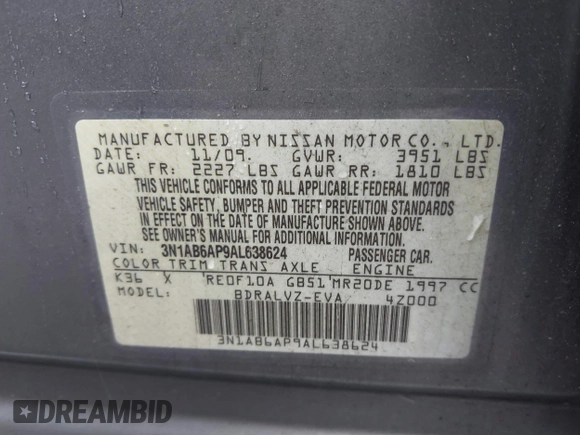 MANUFACTURED BY NISSAN MOTOR CO., LTD.
DATE: 11/09. GVWR: 3951 LBS
GAWR FR: 2227 LBS GAWR RR: 1810 LBS
THIS VEHICLE CONFORMS TO ALL APPLICABLE FEDERAL MOTOR
VEHICLE SAFETY, BUMPER AND THEFT PREVENTION STANDARDS
IN EFFECT ON THE DATE OF MANUFACTURE SHOWN ABOVE.
SEE OWNER'S MANUAL FOR ADDITIONAL INFORMATION.
VIN: 3N1AB6AP9AL638624 PASSENGER CAR.
COLOR TRIM TRANS AXLE ENGINE
K36 X RE0F10A GB51 MR20DE 1997 CC
MODEL: BDRALVZ-EVA 4Z000
3N1AB6AP9AL638624
DREAMBID